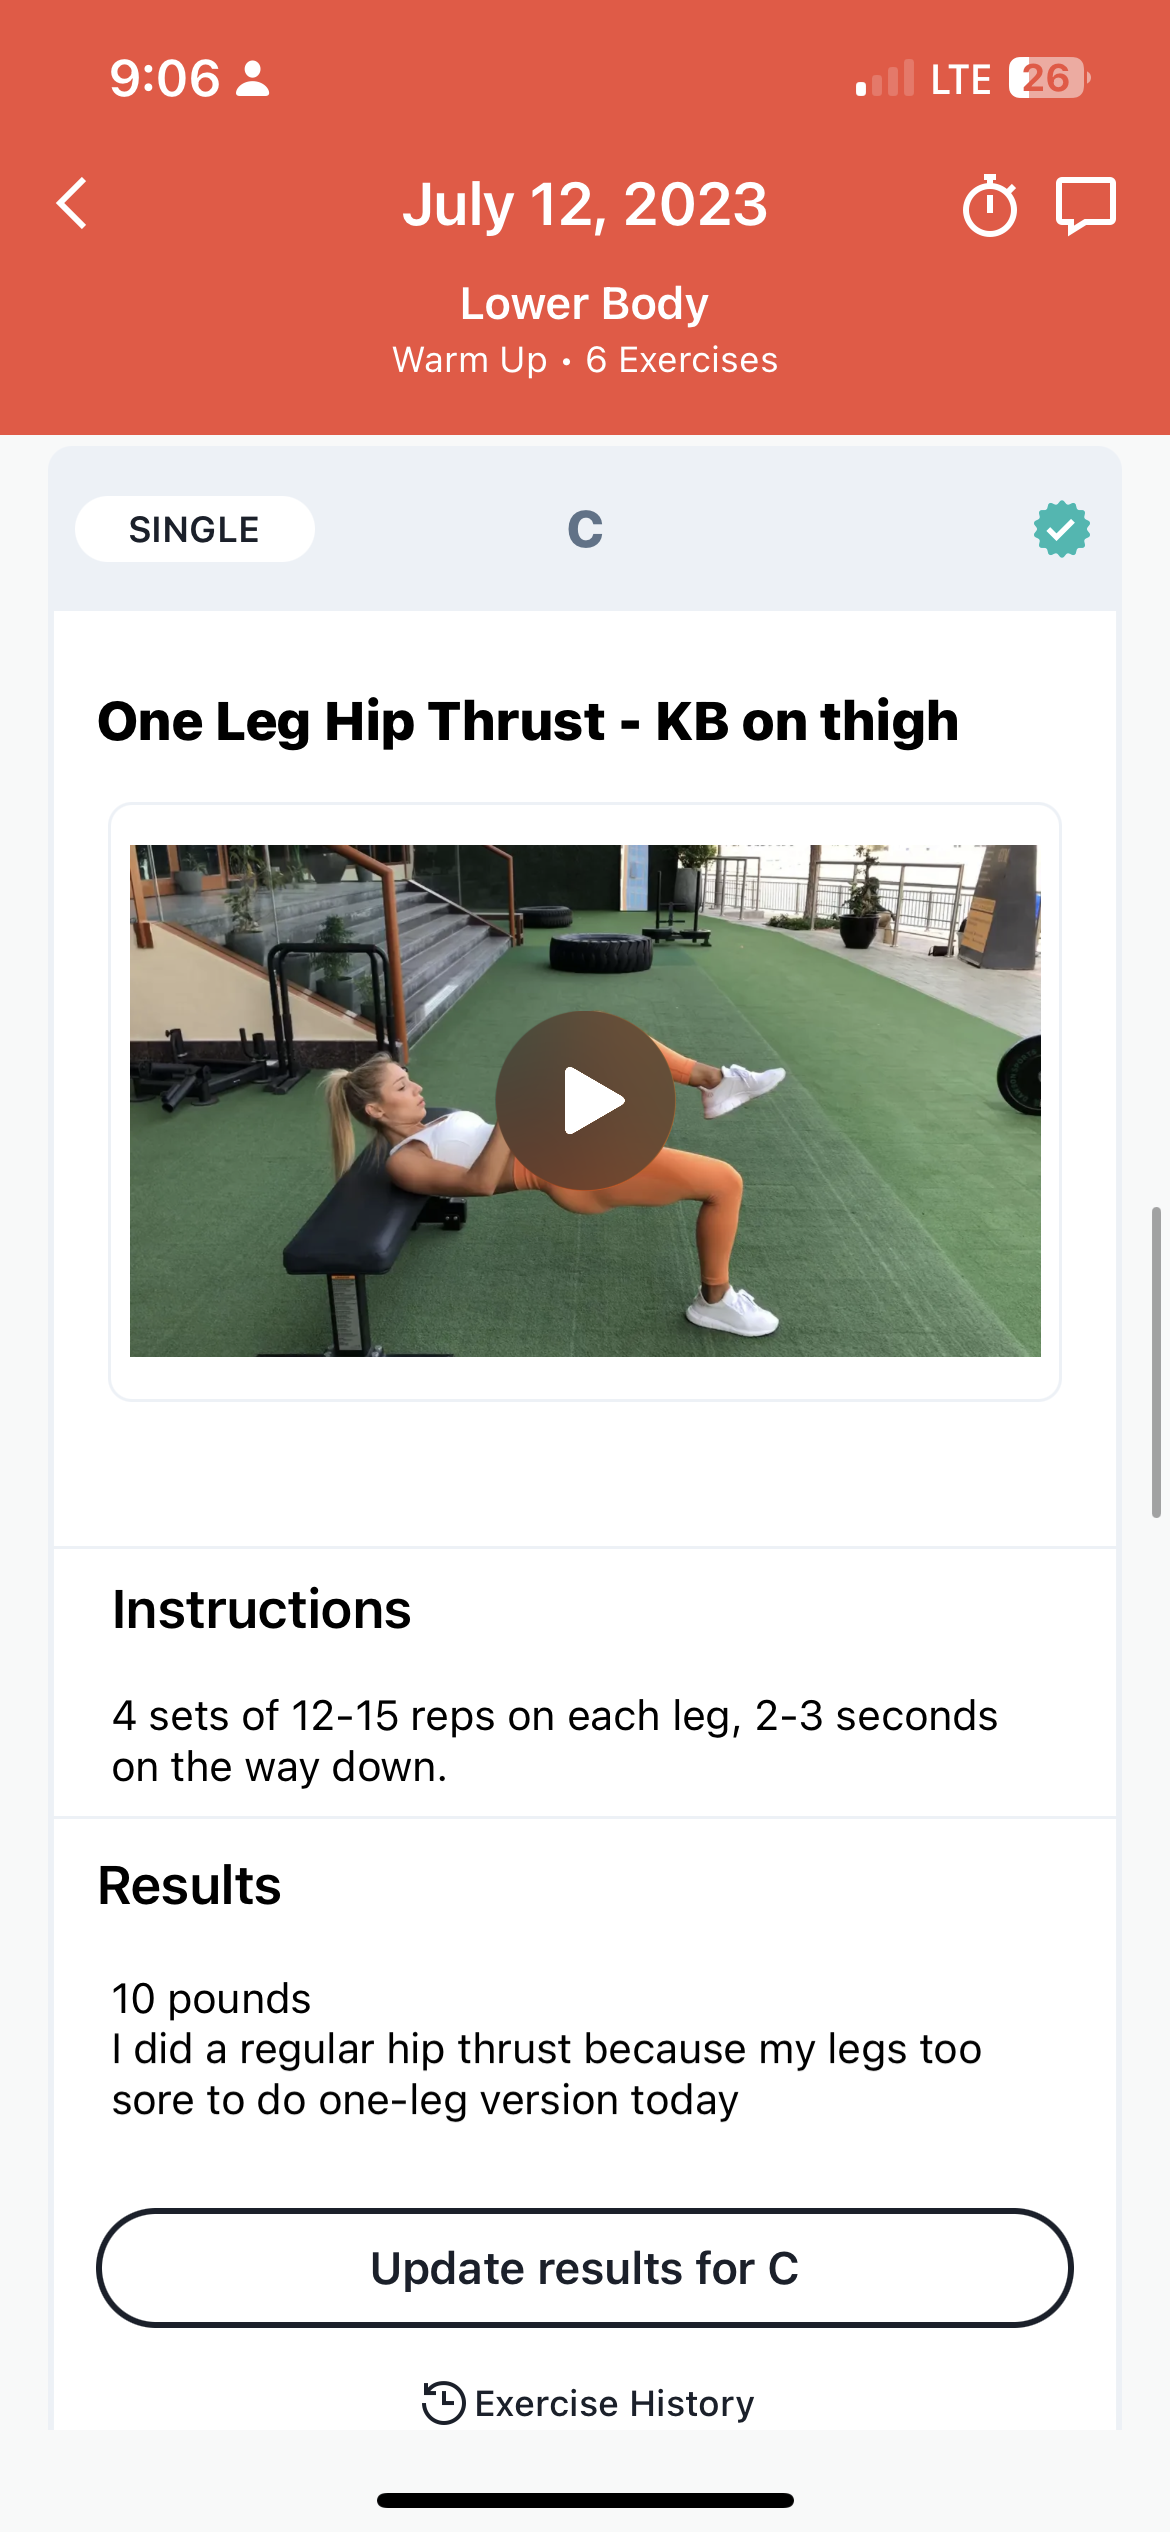 9:06
LTE 26
July 12, 2023
Lower Body
Warm Up • 6 Exercises
SINGLE
C
One Leg Hip Thrust - KB on thigh
Instructions
4 sets of 12-15 reps on each leg, 2-3 seconds
on the way down.
Results
10 pounds
I did a regular hip thrust because my legs too
sore to do one-leg version today
Update results for C
Exercise History